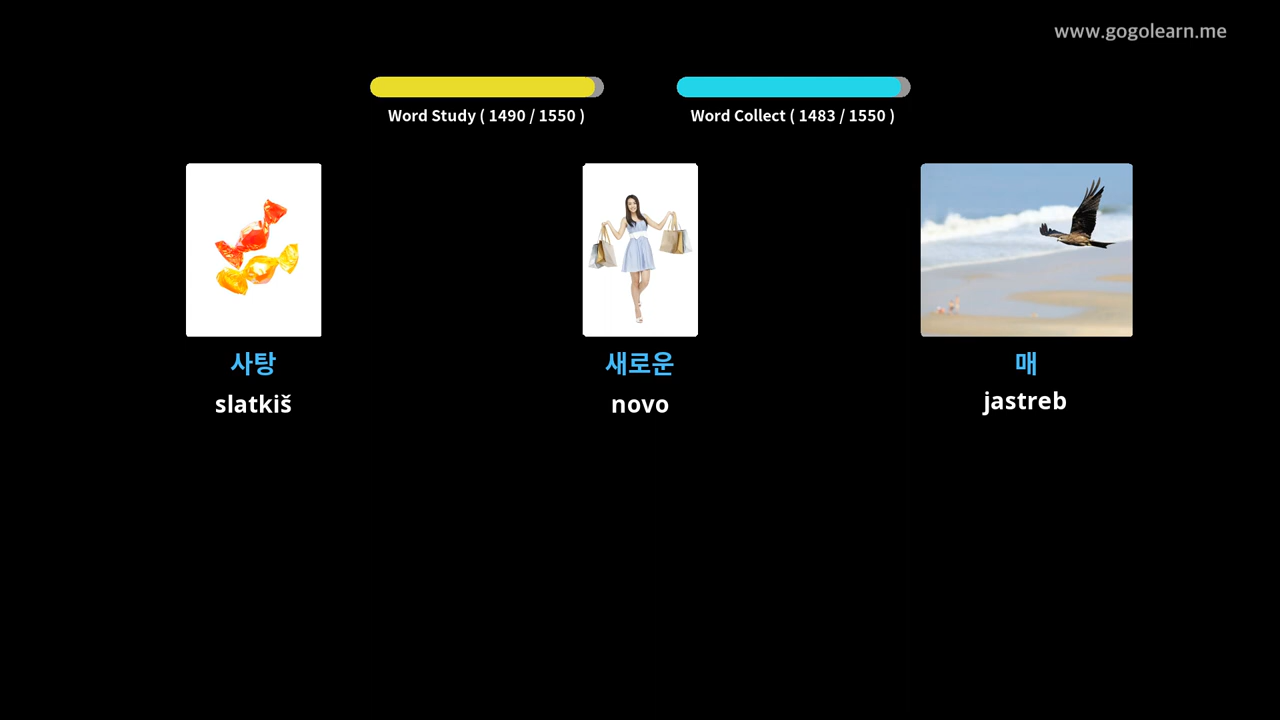 www.gogolearn.me
Word Study ( 1490 / 1550 )
Word Collect ( 1483 / 1550 )
사탕
새로운
매
slatkiš
novo
jastreb